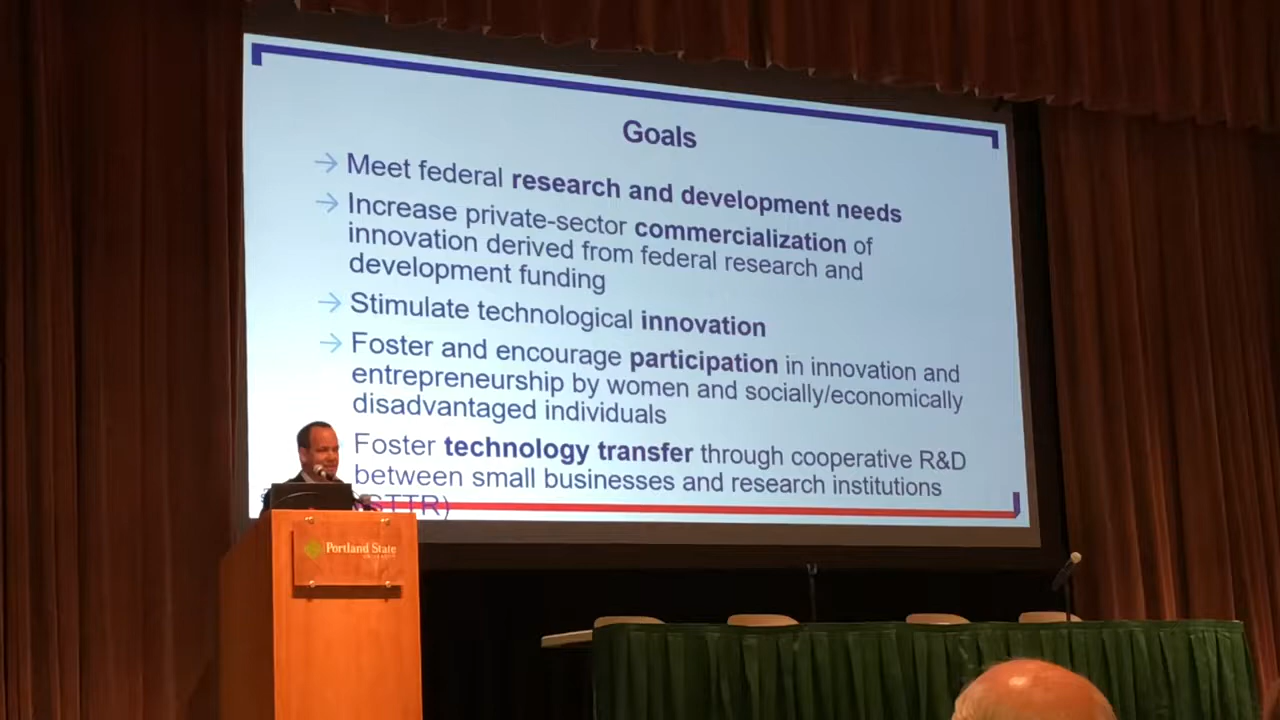 Goals
→ Meet federal research and development needs
→ Increase private-sector commercialization of
innovation derived from federal research and
development funding
→ Stimulate technological innovation
→ Foster and encourage participation in innovation and
entrepreneurship by women and socially/economically
disadvantaged individuals
Foster technology transfer through cooperative R&D
between small businesses and research institutions
(STTR)
Portland State